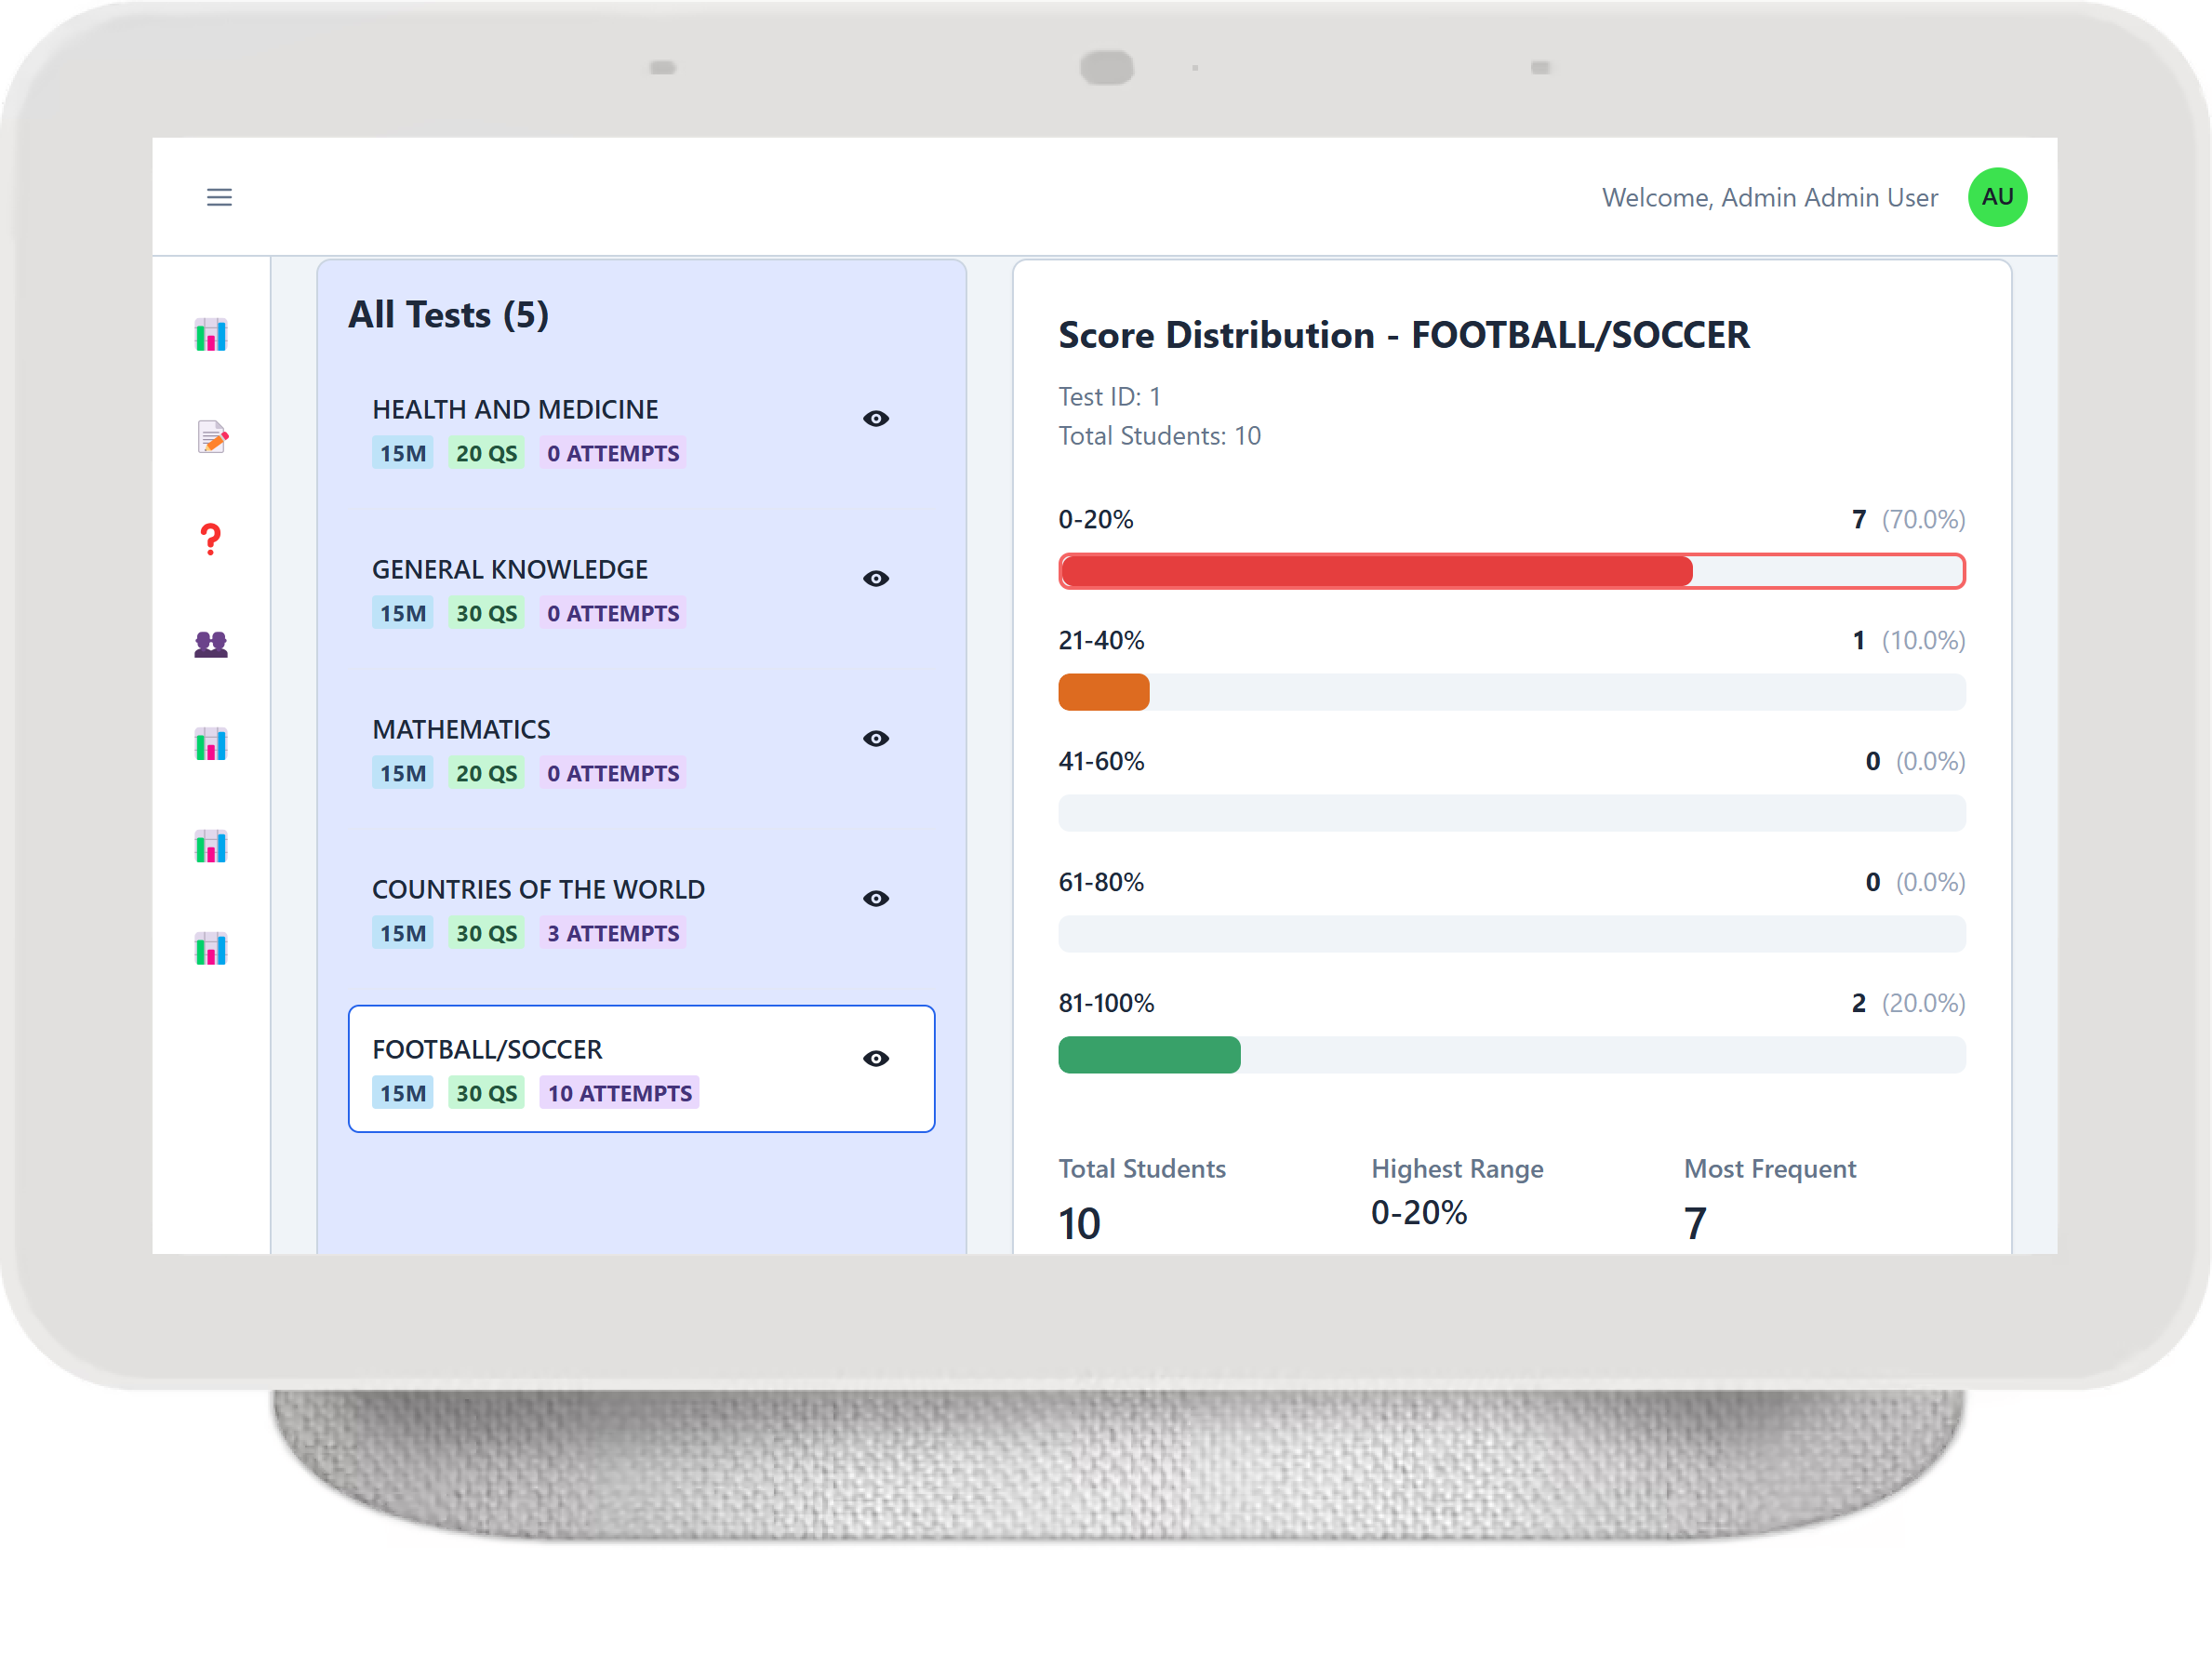 Welcome, Admin Admin User
AU
All Tests (5)
HEALTH AND MEDICINE
15M 20 QS 0 ATTEMPTS
GENERAL KNOWLEDGE
15M 30 QS 0 ATTEMPTS
MATHEMATICS
15M 20 QS 0 ATTEMPTS
COUNTRIES OF THE WORLD
15M 30 QS 3 ATTEMPTS
FOOTBALL/SOCCER
15M 30 QS 10 ATTEMPTS
Score Distribution - FOOTBALL/SOCCER
Test ID: 1
Total Students: 10
0-20% 7 (70.0%)
21-40% 1 (10.0%)
41-60% 0 (0.0%)
61-80% 0 (0.0%)
81-100% 2 (20.0%)
Total Students Highest Range Most Frequent
10 0-20% 7